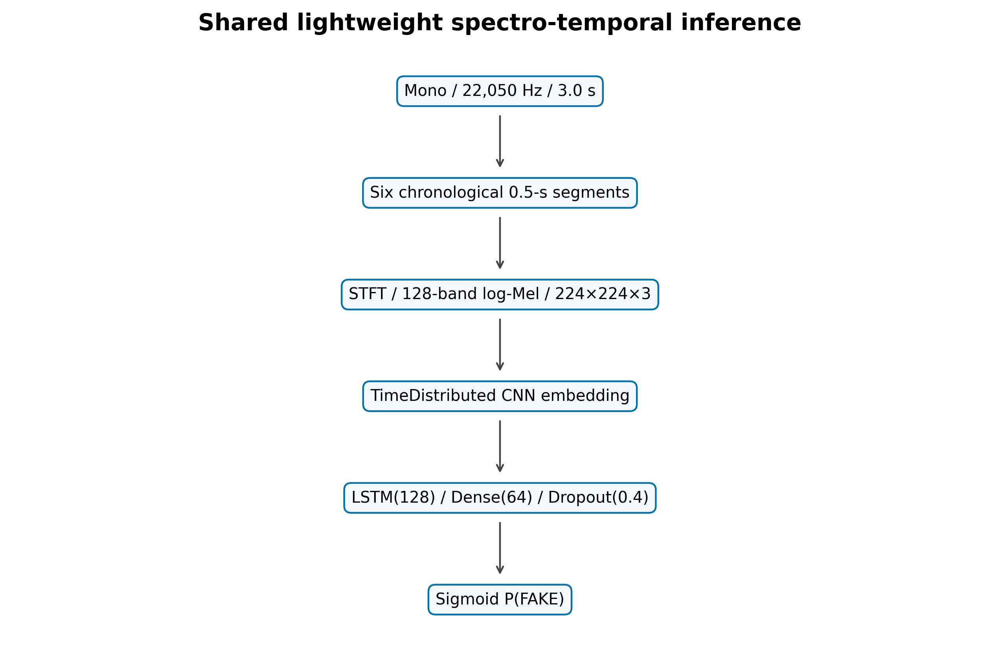 Shared lightweight spectro-temporal inference
Mono / 22,050 Hz / 3.0 s
Six chronological 0.5-s segments
STFT / 128-band log-Mel / 224×224×3
TimeDistributed CNN embedding
LSTM(128) / Dense(64) / Dropout(0.4)
Sigmoid P(FAKE)